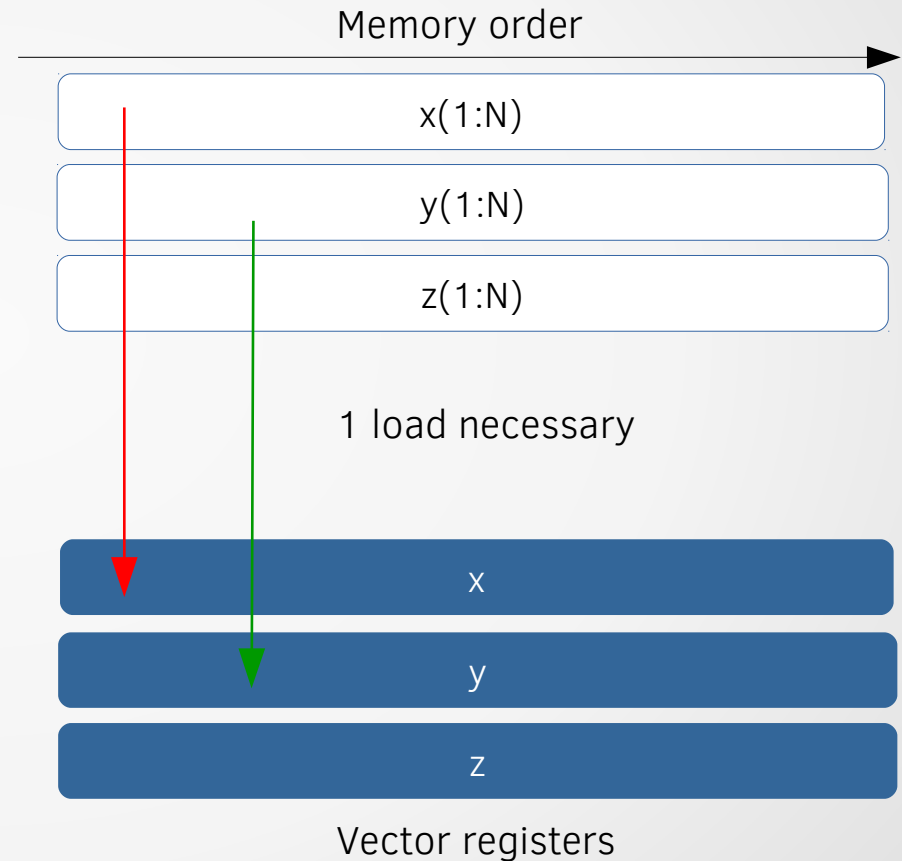 Memory order
x(1:N)
y(1:N)
z(1:N)
1 load necessary
x
y
z
Vector registers